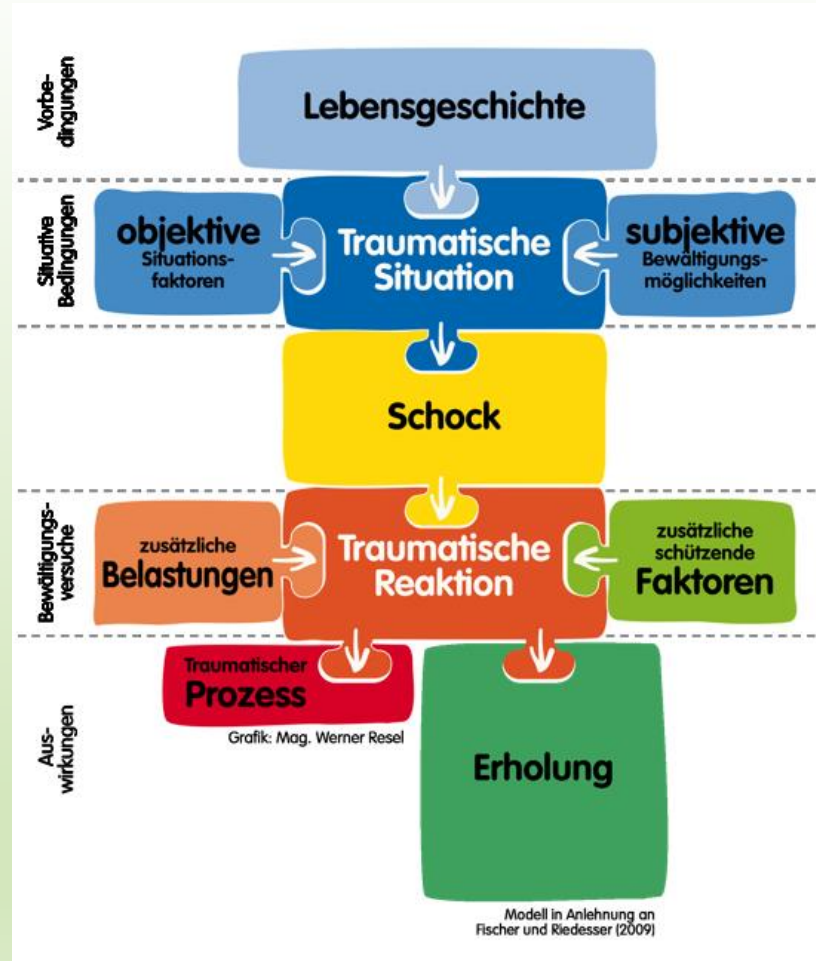 Vorbe-
dingungen
Lebensgeschichte
Situative
Bedingungen
objektive
Situations-
faktoren
Traumatische
Situation
subjektive
Bewältigungs-
möglichkeiten
Schock
Bewältigungs-
versuche
zusätzliche
Belastungen
Traumatische
Reaktion
zusätzliche
schützende
Faktoren
Aus-
wirkungen
Traumatischer
Prozess
Grafik: Mag. Werner Resel
Erholung
Modell in Anlehnung an
Fischer und Riedesser (2009)